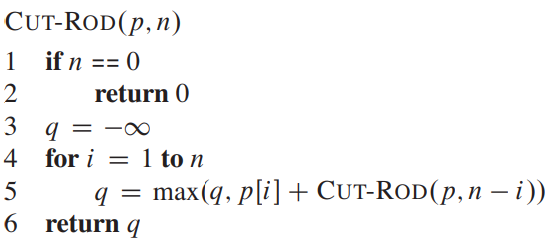 CUT-ROD(p, n)
1 if n == 0
2 return 0
3 q = −∞
4 for i = 1 to n
5 q = max(q, p[i] + CUT-ROD(p, n − i))
6 return q